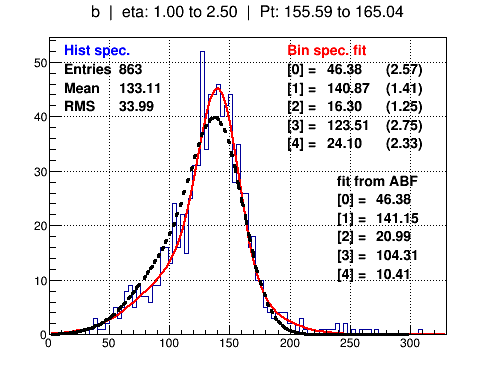 b | eta: 1.00 to 2.50 | Pt: 155.59 to 165.04
Hist spec.
Entries 863
Mean 133.11
RMS 33.99
Bin spec. fit
[0] = 46.38 (2.57)
[1] = 140.87 (1.41)
[2] = 16.30 (1.25)
[3] = 123.51 (2.75)
[4] = 24.10 (2.33)
fit from ABF
[0] = 46.38
[1] = 141.15
[2] = 20.99
[3] = 104.31
[4] = 10.41
50
40
30
20
10
0
0 50 100 150 200 250 300